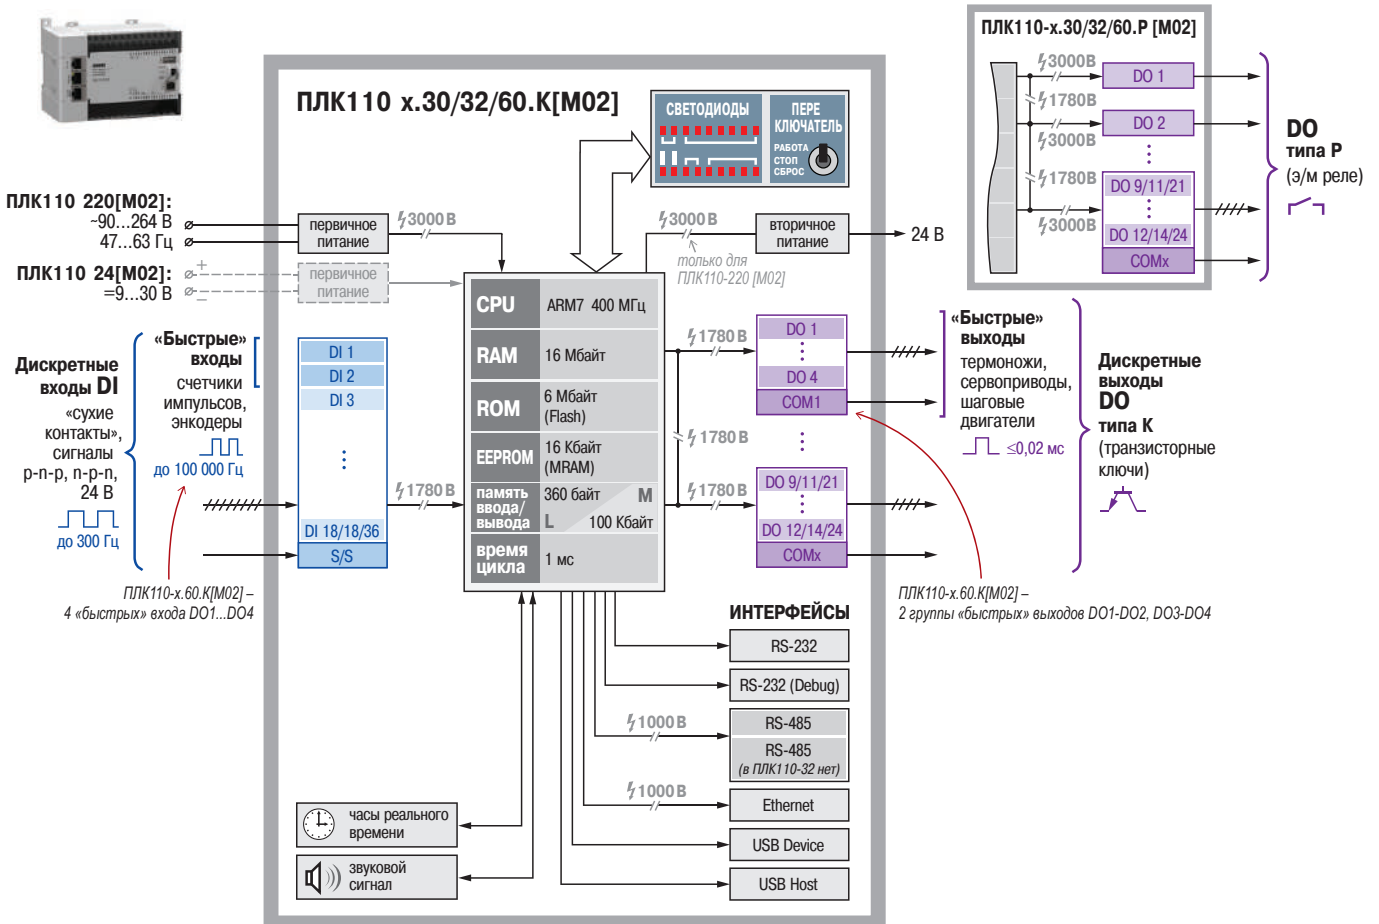 ПЛК110 х.30/32/60.К[М02]
СВЕТОДИОДЫ
ПЕРЕ
КЛЮЧАТЕЛЬ
РАБОТА
СТОП
СБРОС
ПЛК110-х.30/32/60.Р [М02]
3000В
DO 1
1780В
DO 2
3000В
1780В
DO 9/11/21
3000В
DO 12/14/24
COMx
DO
типа Р
(э/м реле)
ПЛК110 220[М02]:
~90...264 В
47...63 Гц
первичное
питание
3000 В
3000 В
вторичное
питание
24 В
только для
ПЛК110-220 [М02]
ПЛК110 24[М02]:
=9...30 В
+
–
первичное
питание
CPU
ARM7 400 МГц
RAM
16 Мбайт
ROM
6 Мбайт
(Flash)
EEPROM
16 Кбайт
(MRAM)
память
ввода/
вывода
360 байт
M
L
100 Кбайт
время
цикла
1 мс
Дискретные
входы DI
«сухие
контакты»,
сигналы
p-n-p, n-p-n,
24 В
до 300 Гц
«Быстрые»
входы
счетчики
импульсов,
энкодеры
до 100 000 Гц
DI 1
DI 2
DI 3
DI 18/18/36
S/S
1780 В
ПЛК110-х.60.К[М02] –
4 «быстрых» входа DO1...DO4
1780 В
DO 1
DO 4
COM1
1780 В
1780 В
DO 9/11/21
DO 12/14/24
COMx
«Быстрые»
выходы
термоножи,
сервоприводы,
шаговые
двигатели
≤0,02 мс
Дискретные
выходы
DO
типа К
(транзисторные
ключи)
ПЛК110-х.60.К[М02] –
2 группы «быстрых» выходов DO1-DO2, DO3-DO4
ИНТЕРФЕЙСЫ
RS-232
RS-232 (Debug)
1000 В
RS-485
RS-485
(в ПЛК110-32 нет)
1000 В
Ethernet
USB Device
USB Host
часы реального
времени
звуковой
сигнал